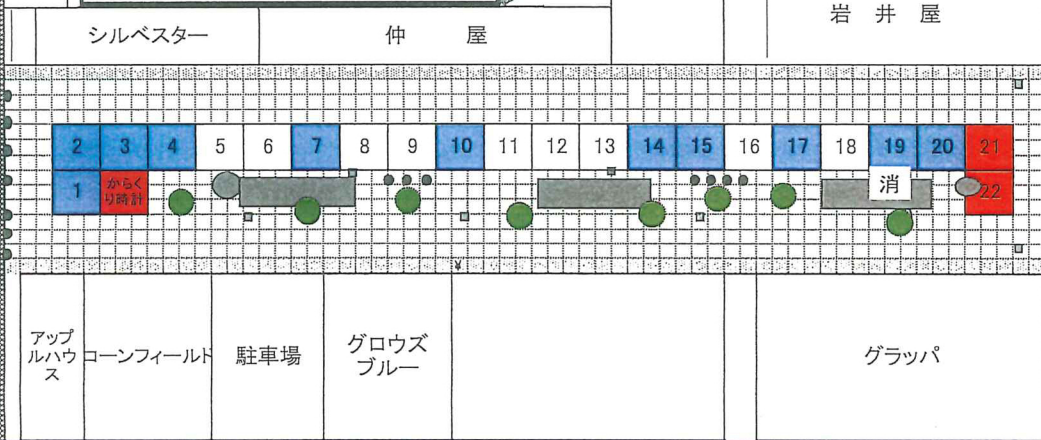 シルベスター
仲屋
岩井屋
2 3 4 5 6 7 8 9 10 11 12 13 14 15 16 17 18 19 20 21
1
からく
り時計
消
22
¥
アップ
ルハウ
ス
コーンフィールド
駐車場
グロウズ
ブルー
グラッパ